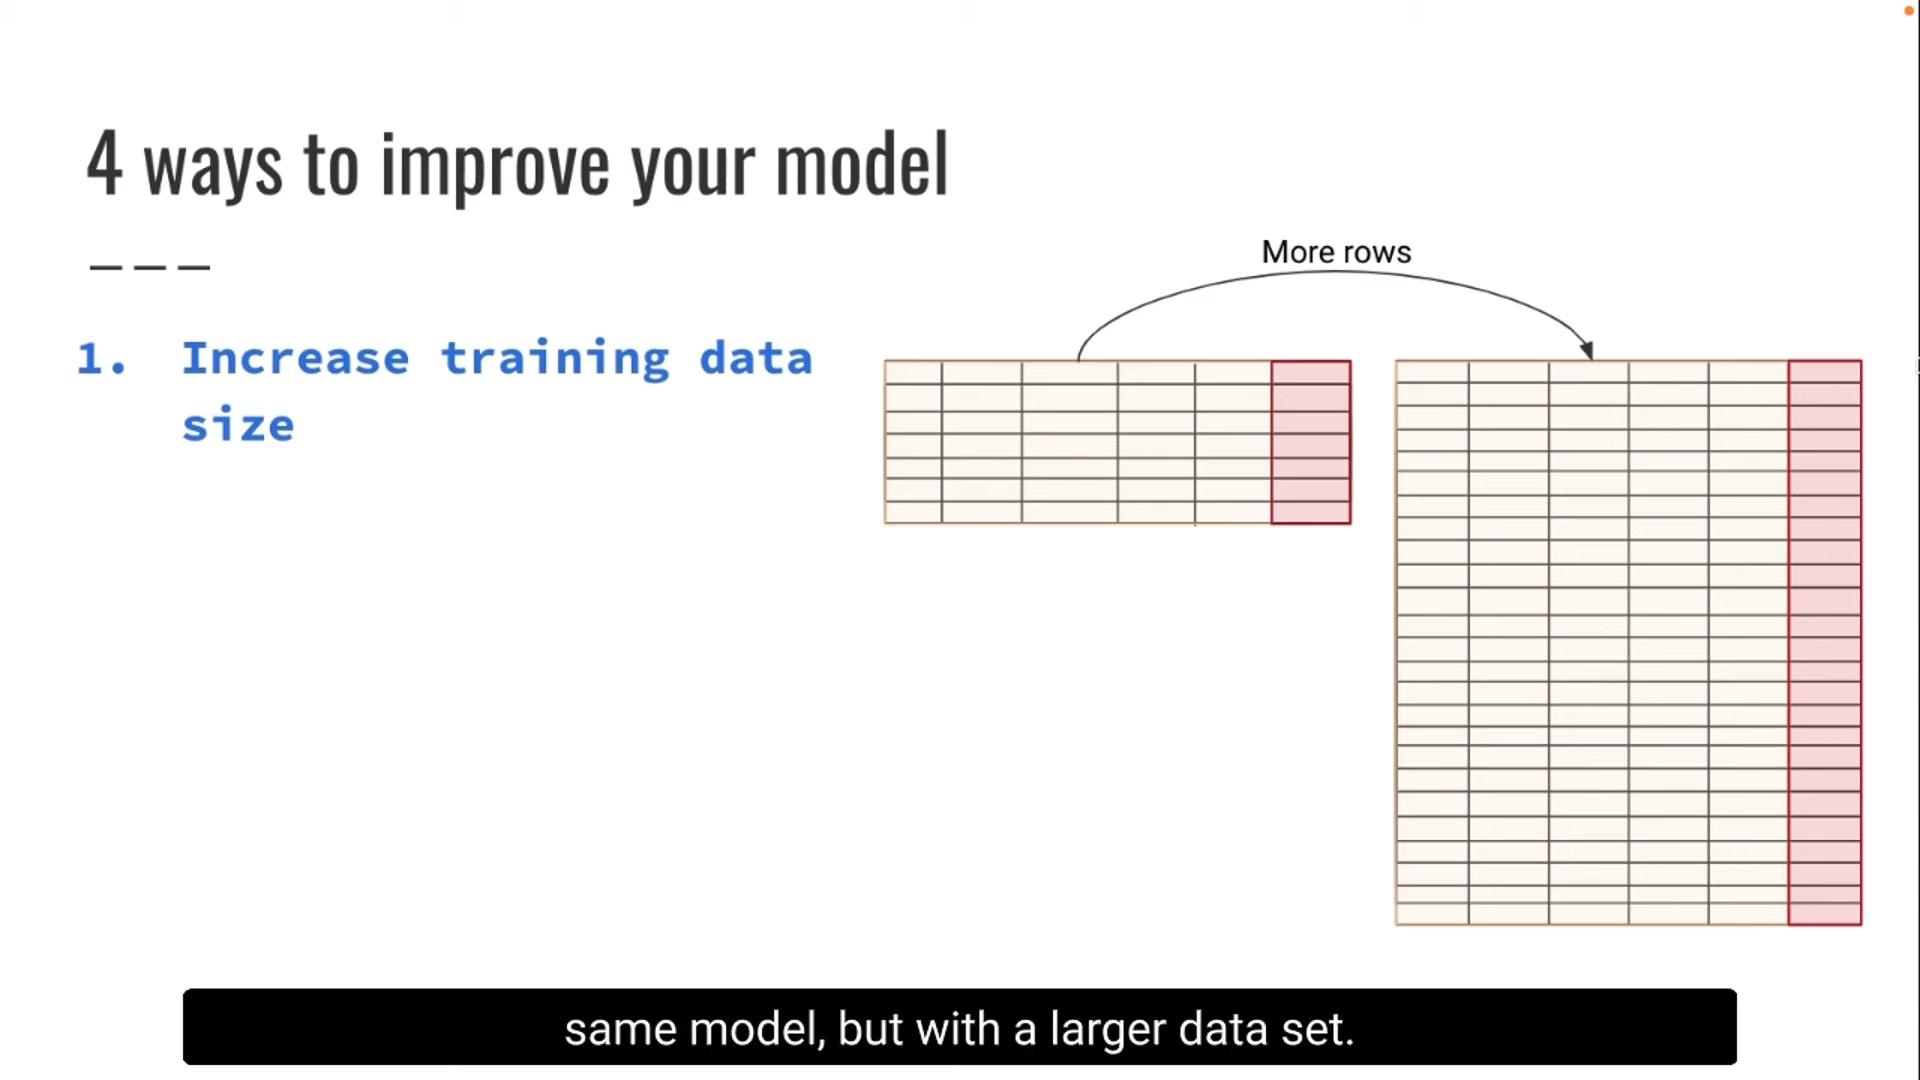 4 ways to improve your model
More rows
1. Increase training data
size
same model, but with a larger data set.